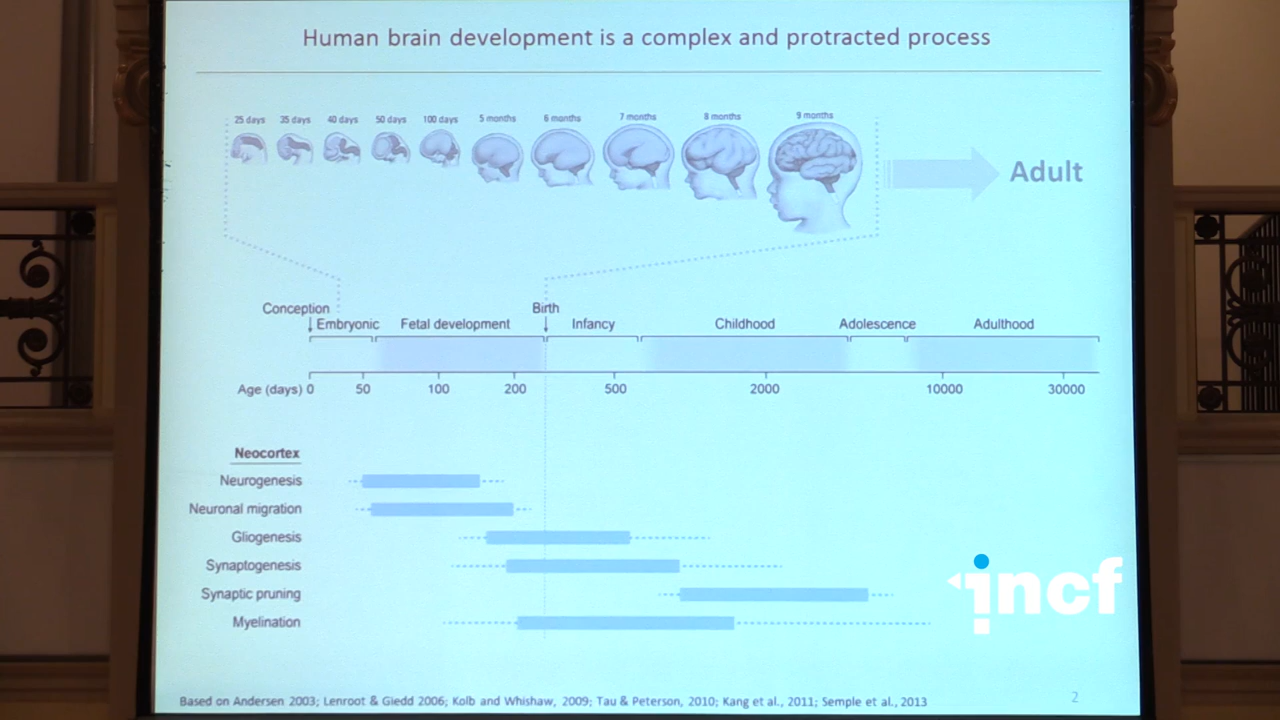 Human brain development is a complex and protracted process
25 days 35 days 40 days 50 days 100 days 5 months 6 months 7 months 8 months 9 months
Adult
Conception Birth
Embryonic Fetal development Infancy Childhood Adolescence Adulthood
Age (days) 0 50 100 200 500 2000 10000 30000
Neocortex
Neurogenesis
Neuronal migration
Gliogenesis
Synaptogenesis
Synaptic pruning
Myelination
incf
Based on Andersen 2003; Lenroot & Giedd 2006; Kolb and Whishaw, 2009; Tau & Peterson, 2010; Kang et al., 2011; Semple et al., 2013
2